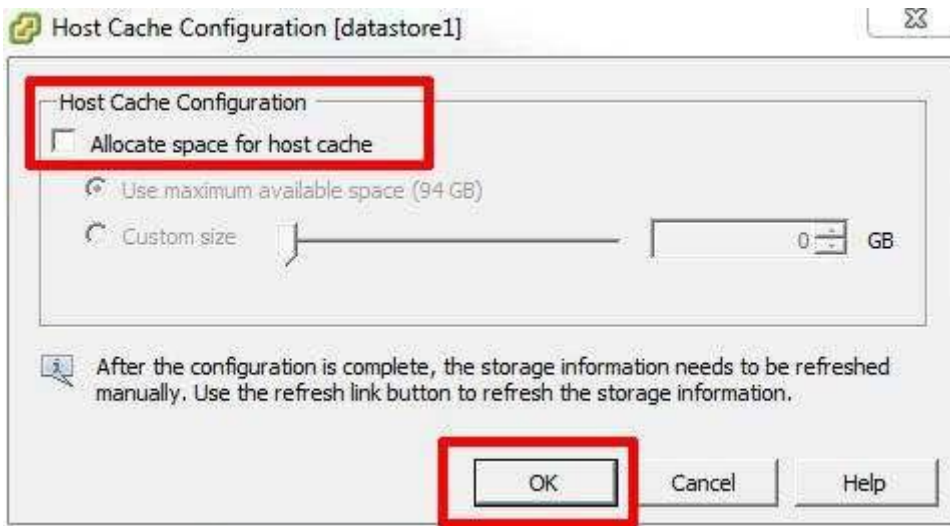 Host Cache Configuration [datastore1]
Host Cache Configuration
Allocate space for host cache
Use maximum available space (94 GB)
Custom size
0
GB
After the configuration is complete, the storage information needs to be refreshed
manually. Use the refresh link button to refresh the storage information.
OK
Cancel
Help